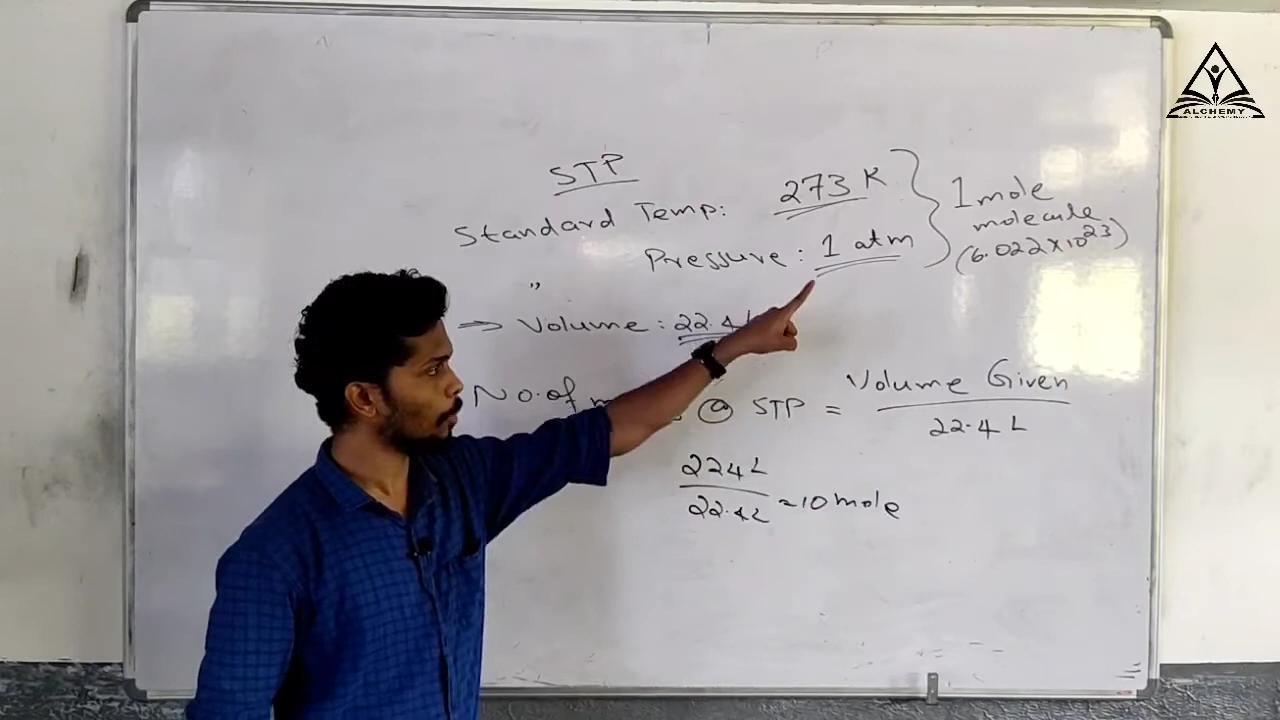 STP
Standard Temp: 273 K
„ Pressure: 1 atm
1 mole
molecule
(6.022x10^23)
=> Volume: 22.4 L
No. of @ STP = Volume Given
22.4 L
224L
22.4L = 10 mole
ALCHEMY